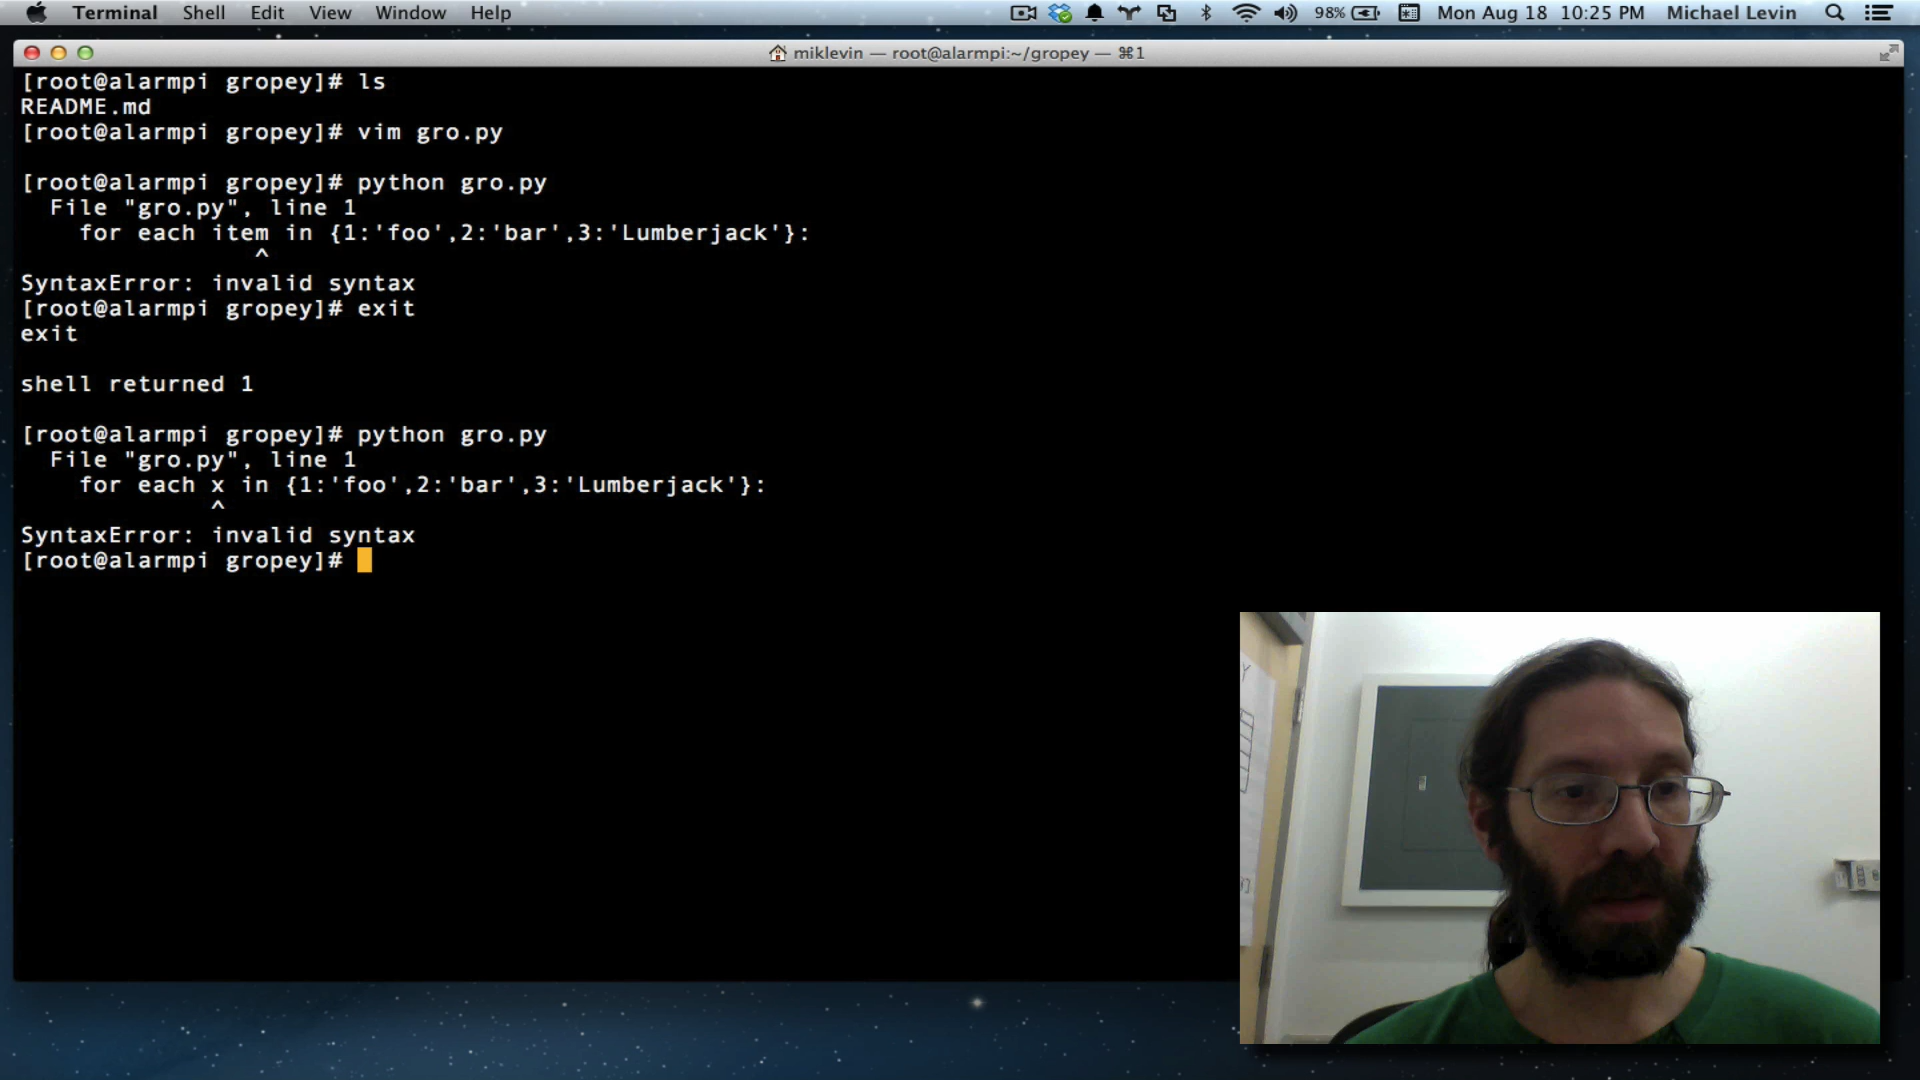 Terminal Shell Edit View Window Help 98% Mon Aug 18 10:25 PM Michael Levin
miklevin — root@alarmpi:~/gropey — ⌘1
[root@alarmpi gropey]# ls
README.md
[root@alarmpi gropey]# vim gro.py
[root@alarmpi gropey]# python gro.py
  File "gro.py", line 1
    for each item in {1:'foo',2:'bar',3:'Lumberjack'}:
                ^
SyntaxError: invalid syntax
[root@alarmpi gropey]# exit
exit
shell returned 1
[root@alarmpi gropey]# python gro.py
  File "gro.py", line 1
    for each x in {1:'foo',2:'bar',3:'Lumberjack'}:
             ^
SyntaxError: invalid syntax
[root@alarmpi gropey]#